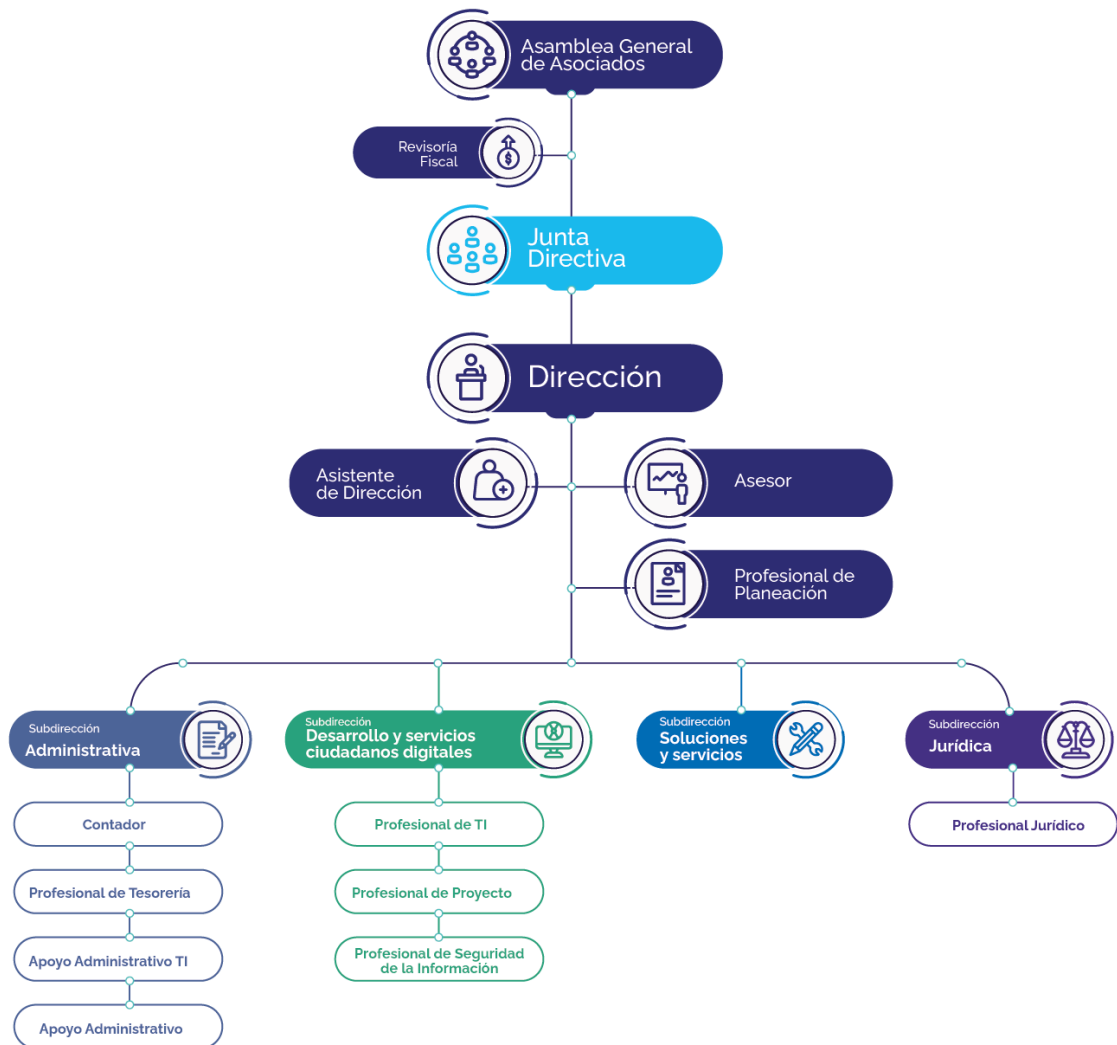 Asamblea General
de Asociados
Revisoría
Fiscal
$
Junta
Directiva
Dirección
Asistente
de Dirección
Asesor
Profesional de
Planeación
Subdirección
Administrativa
Contador
Profesional de Tesorería
Apoyo Administrativo TI
Apoyo Administrativo
Subdirección
Desarrollo y servicios
ciudadanos digitales
Profesional de TI
Profesional de Proyecto
Profesional de Seguridad
de la Información
Subdirección
Soluciones
y servicios
Subdirección
Jurídica
Profesional Jurídico